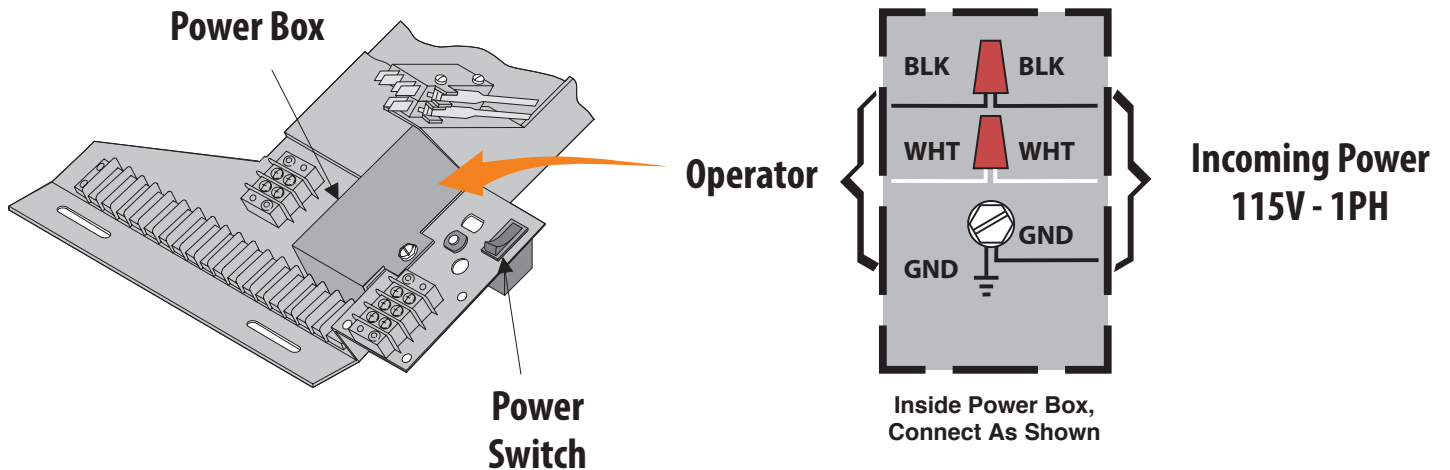 Power Box
Power
Switch
Operator
BLK BLK
WHT WHT
GND
GND
Incoming Power
115V - 1PH
Inside Power Box,
Connect As Shown